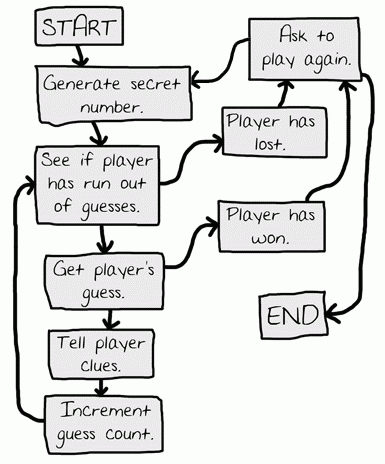 START
Ask to
play again.
Generate secret
number.
Player has
lost.
See if player
has run out
of guesses.
Player has
won.
Get player's
guess.
END
Tell player
clues.
Increment
guess count.